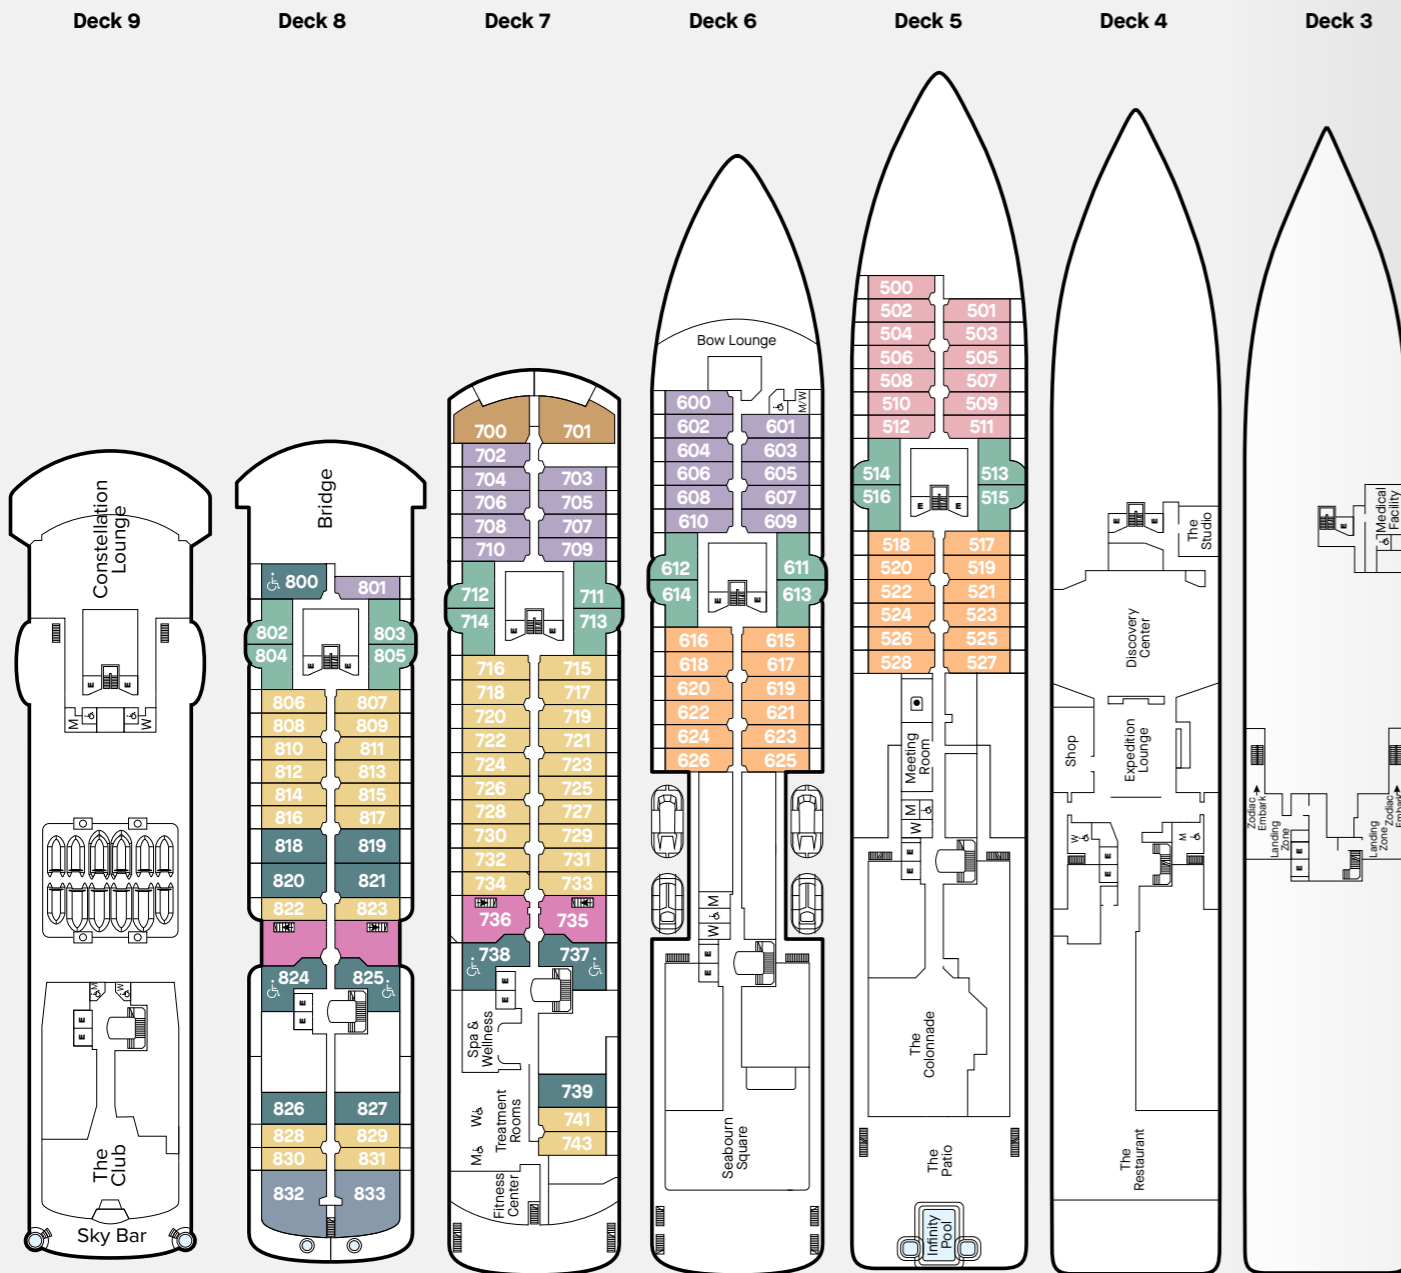 Deck 9
Deck 8
Deck 7
Deck 6
Deck 5
Deck 4
Deck 3
Constellation
Lounge
E
E
M
W
M
W
E
E
The
Club
Sky Bar
Bridge
800
801
802
803
804
805
E
E
806
807
808
809
810
811
812
813
814
815
816
817
818
819
820
821
822
823
824
825
E
E
826
827
828
829
830
831
832
833
700
701
702
704
703
706
705
708
707
710
709
712
711
714
713
E
E
716
715
718
717
720
719
722
721
724
723
726
725
728
727
730
729
732
731
734
733
736
735
738
737
E
E
Spa &
Wellness
739
741
743
Treatment
Rooms
W
M
Fitness
Center
Bow Lounge
M/W
600
602
601
604
603
606
605
608
607
610
609
612
611
614
613
E
E
616
615
618
617
620
619
622
621
624
623
626
625
M
W
E
E
Seabourn
Square
500
502
501
504
503
506
505
508
507
510
509
512
511
514
513
516
515
E
E
518
517
520
519
522
521
524
523
526
525
528
527
Meeting
Room
M
W
E
E
The
Colonnade
The
Patio
Infinity
Pool
E
E
The
Studio
Discovery
Center
Shop
Expedition
Lounge
W
M
E
E
The
Restaurant
E
Medical
Facility
Zodiac
Embark
Landing
Zone
Landing
Zone
Zodiac
Embark
E
E